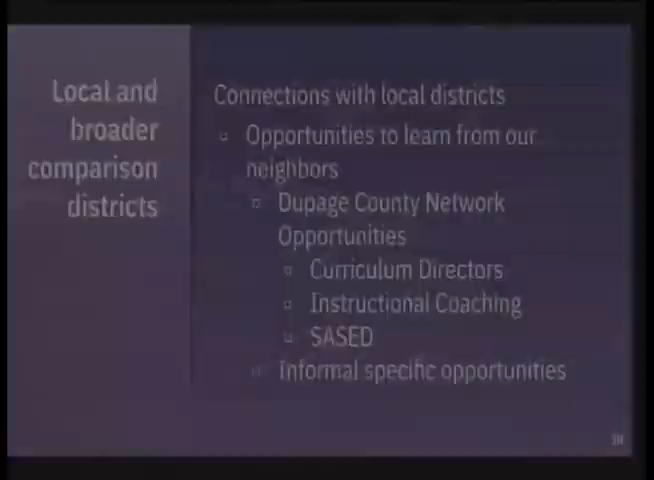 Local and
broader
comparison
districts
Connections with local districts
Opportunities to learn from our
neighbors
Dupage County Network
Opportunities
Curriculum Directors
Instructional Coaching
SASED
Informal specific opportunities